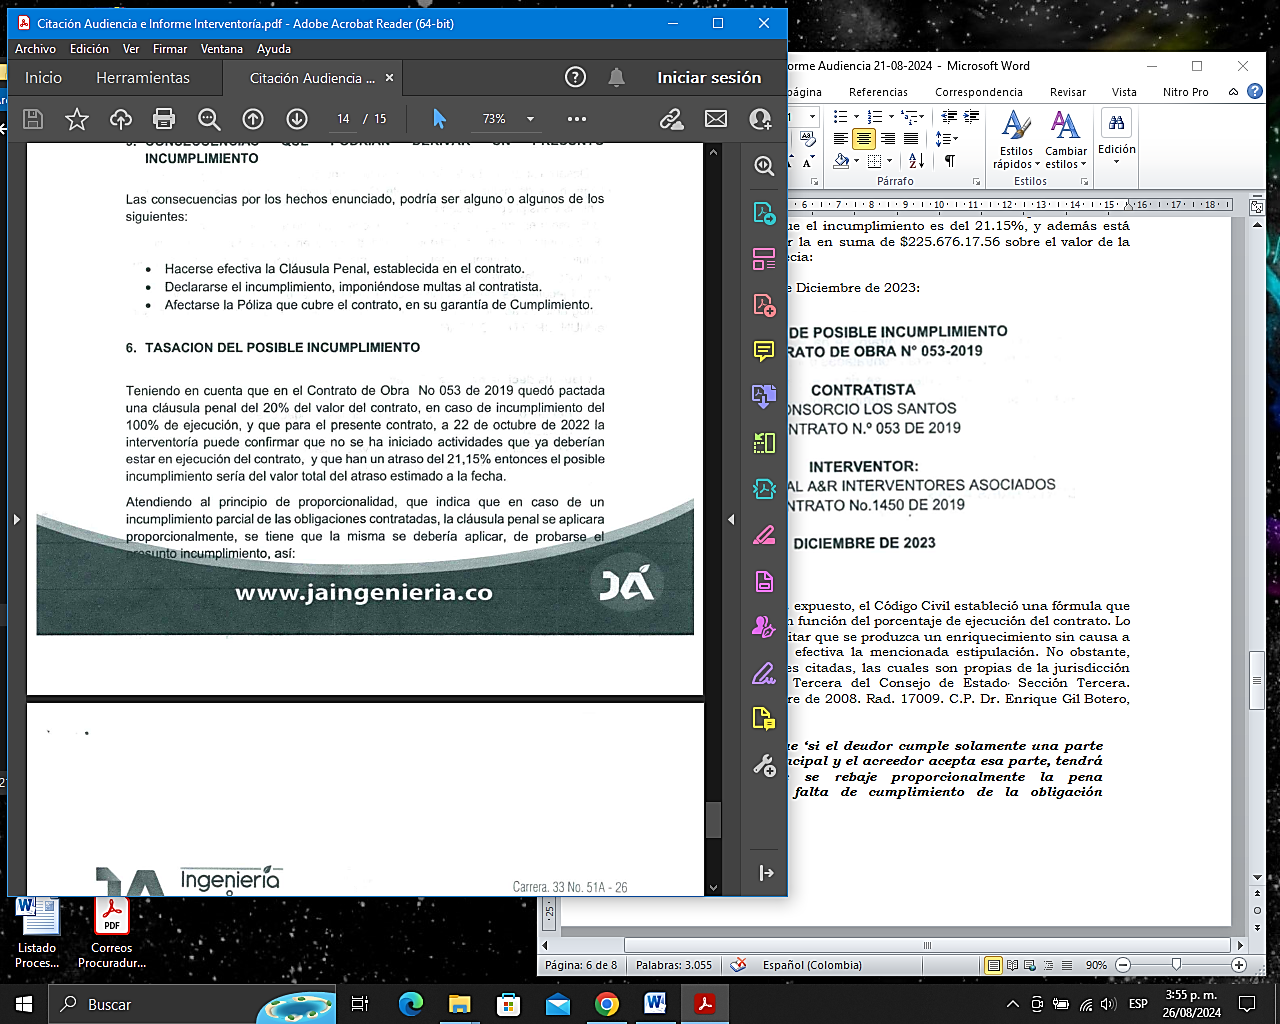 Citación Audiencia e Informe Interventoría.pdf - Adobe Acrobat Reader (64-bit)
Archivo Edición Ver Firmar Ventana Ayuda
Inicio Herramientas Citación Audiencia ... × Iniciar sesión
14 / 15 73%
INCUMPLIMIENTO
Las consecuencias por los hechos enunciado, podría ser alguno o algunos de los
siguientes:
• Hacerse efectiva la Cláusula Penal, establecida en el contrato.
• Declararse el incumplimiento, imponiéndose multas al contratista.
• Afectarse la Póliza que cubre el contrato, en su garantía de Cumplimiento.
6. TASACION DEL POSIBLE INCUMPLIMIENTO
Teniendo en cuenta que en el Contrato de Obra No 053 de 2019 quedó pactada
una cláusula penal del 20% del valor del contrato, en caso de incumplimiento del
100% de ejecución, y que para el presente contrato, a 22 de octubre de 2022 la
interventoría puede confirmar que no se ha iniciado actividades que ya deberían
estar en ejecución del contrato, y que han un atraso del 21,15% entonces el posible
incumplimiento sería del valor total del atraso estimado a la fecha.
Atendiendo al principio de proporcionalidad, que indica que en caso de un
incumplimiento parcial de las obligaciones contratadas, la cláusula penal se aplicara
proporcionalmente, se tiene que la misma se debería aplicar, de probarse el
presunto incumplimiento, así:
www.jaingenieria.co
JA
Ingeniería
Carrera. 33 No. 51A - 26
orme Audiencia 21-08-2024 - Microsoft Word
página Referencias Correspondencia Revisar Vista Nitro Pro
Estilos rápidos Cambiar estilos Edición
Párrafo Estilos
6 7 8 9 10 11 12 13 14 15 16 17 18
ue el incumplimiento es del 21.15%, y además está
r la en suma de $225.676.17.56 sobre el valor de la
cia:
e Diciembre de 2023:
DE POSIBLE INCUMPLIMIENTO
RATO DE OBRA N° 053-2019
CONTRATISTA
ONSORCIO LOS SANTOS
NTRATO N.º 053 DE 2019
INTERVENTOR:
AL A&R INTERVENTORES ASOCIADOS
NTRATO No.1450 DE 2019
DICIEMBRE DE 2023
expuesto, el Código Civil estableció una fórmula que
n función del porcentaje de ejecución del contrato. Lo
itar que se produzca un enriquecimiento sin causa a
efectiva la mencionada estipulación. No obstante,
es citadas, las cuales son propias de la jurisdicción
Tercera del Consejo de Estado· Sección Tercera.
re de 2008. Rad. 17009. C.P. Dr. Enrique Gil Botero,
ue ‘si el deudor cumple solamente una parte
ncipal y el acreedor acepta esa parte, tendrá
se rebaje proporcionalmente la pena
falta de cumplimiento de la obligación
25
Página: 6 de 8 Palabras: 3.055 Español (Colombia) 90%
Listado
Proces...
PDF
Correos
Procuradur...
Buscar
ESP
3:55 p. m.
26/08/2024